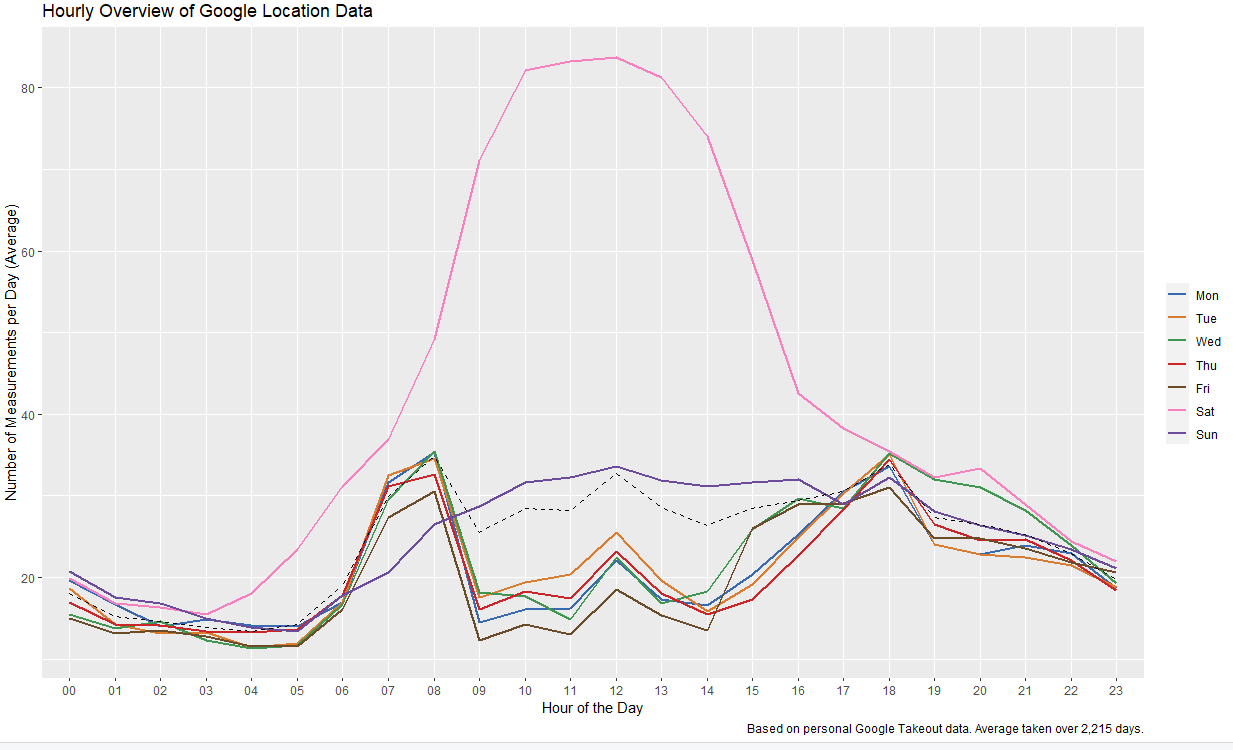 Hourly Overview of Google Location Data
Number of Measurements per Day (Average)
80
60
40
20
00 01 02 03 04 05 06 07 08 09 10 11 12 13 14 15 16 17 18 19 20 21 22 23
Hour of the Day
Mon
Tue
Wed
Thu
Fri
Sat
Sun
Based on personal Google Takeout data. Average taken over 2,215 days.